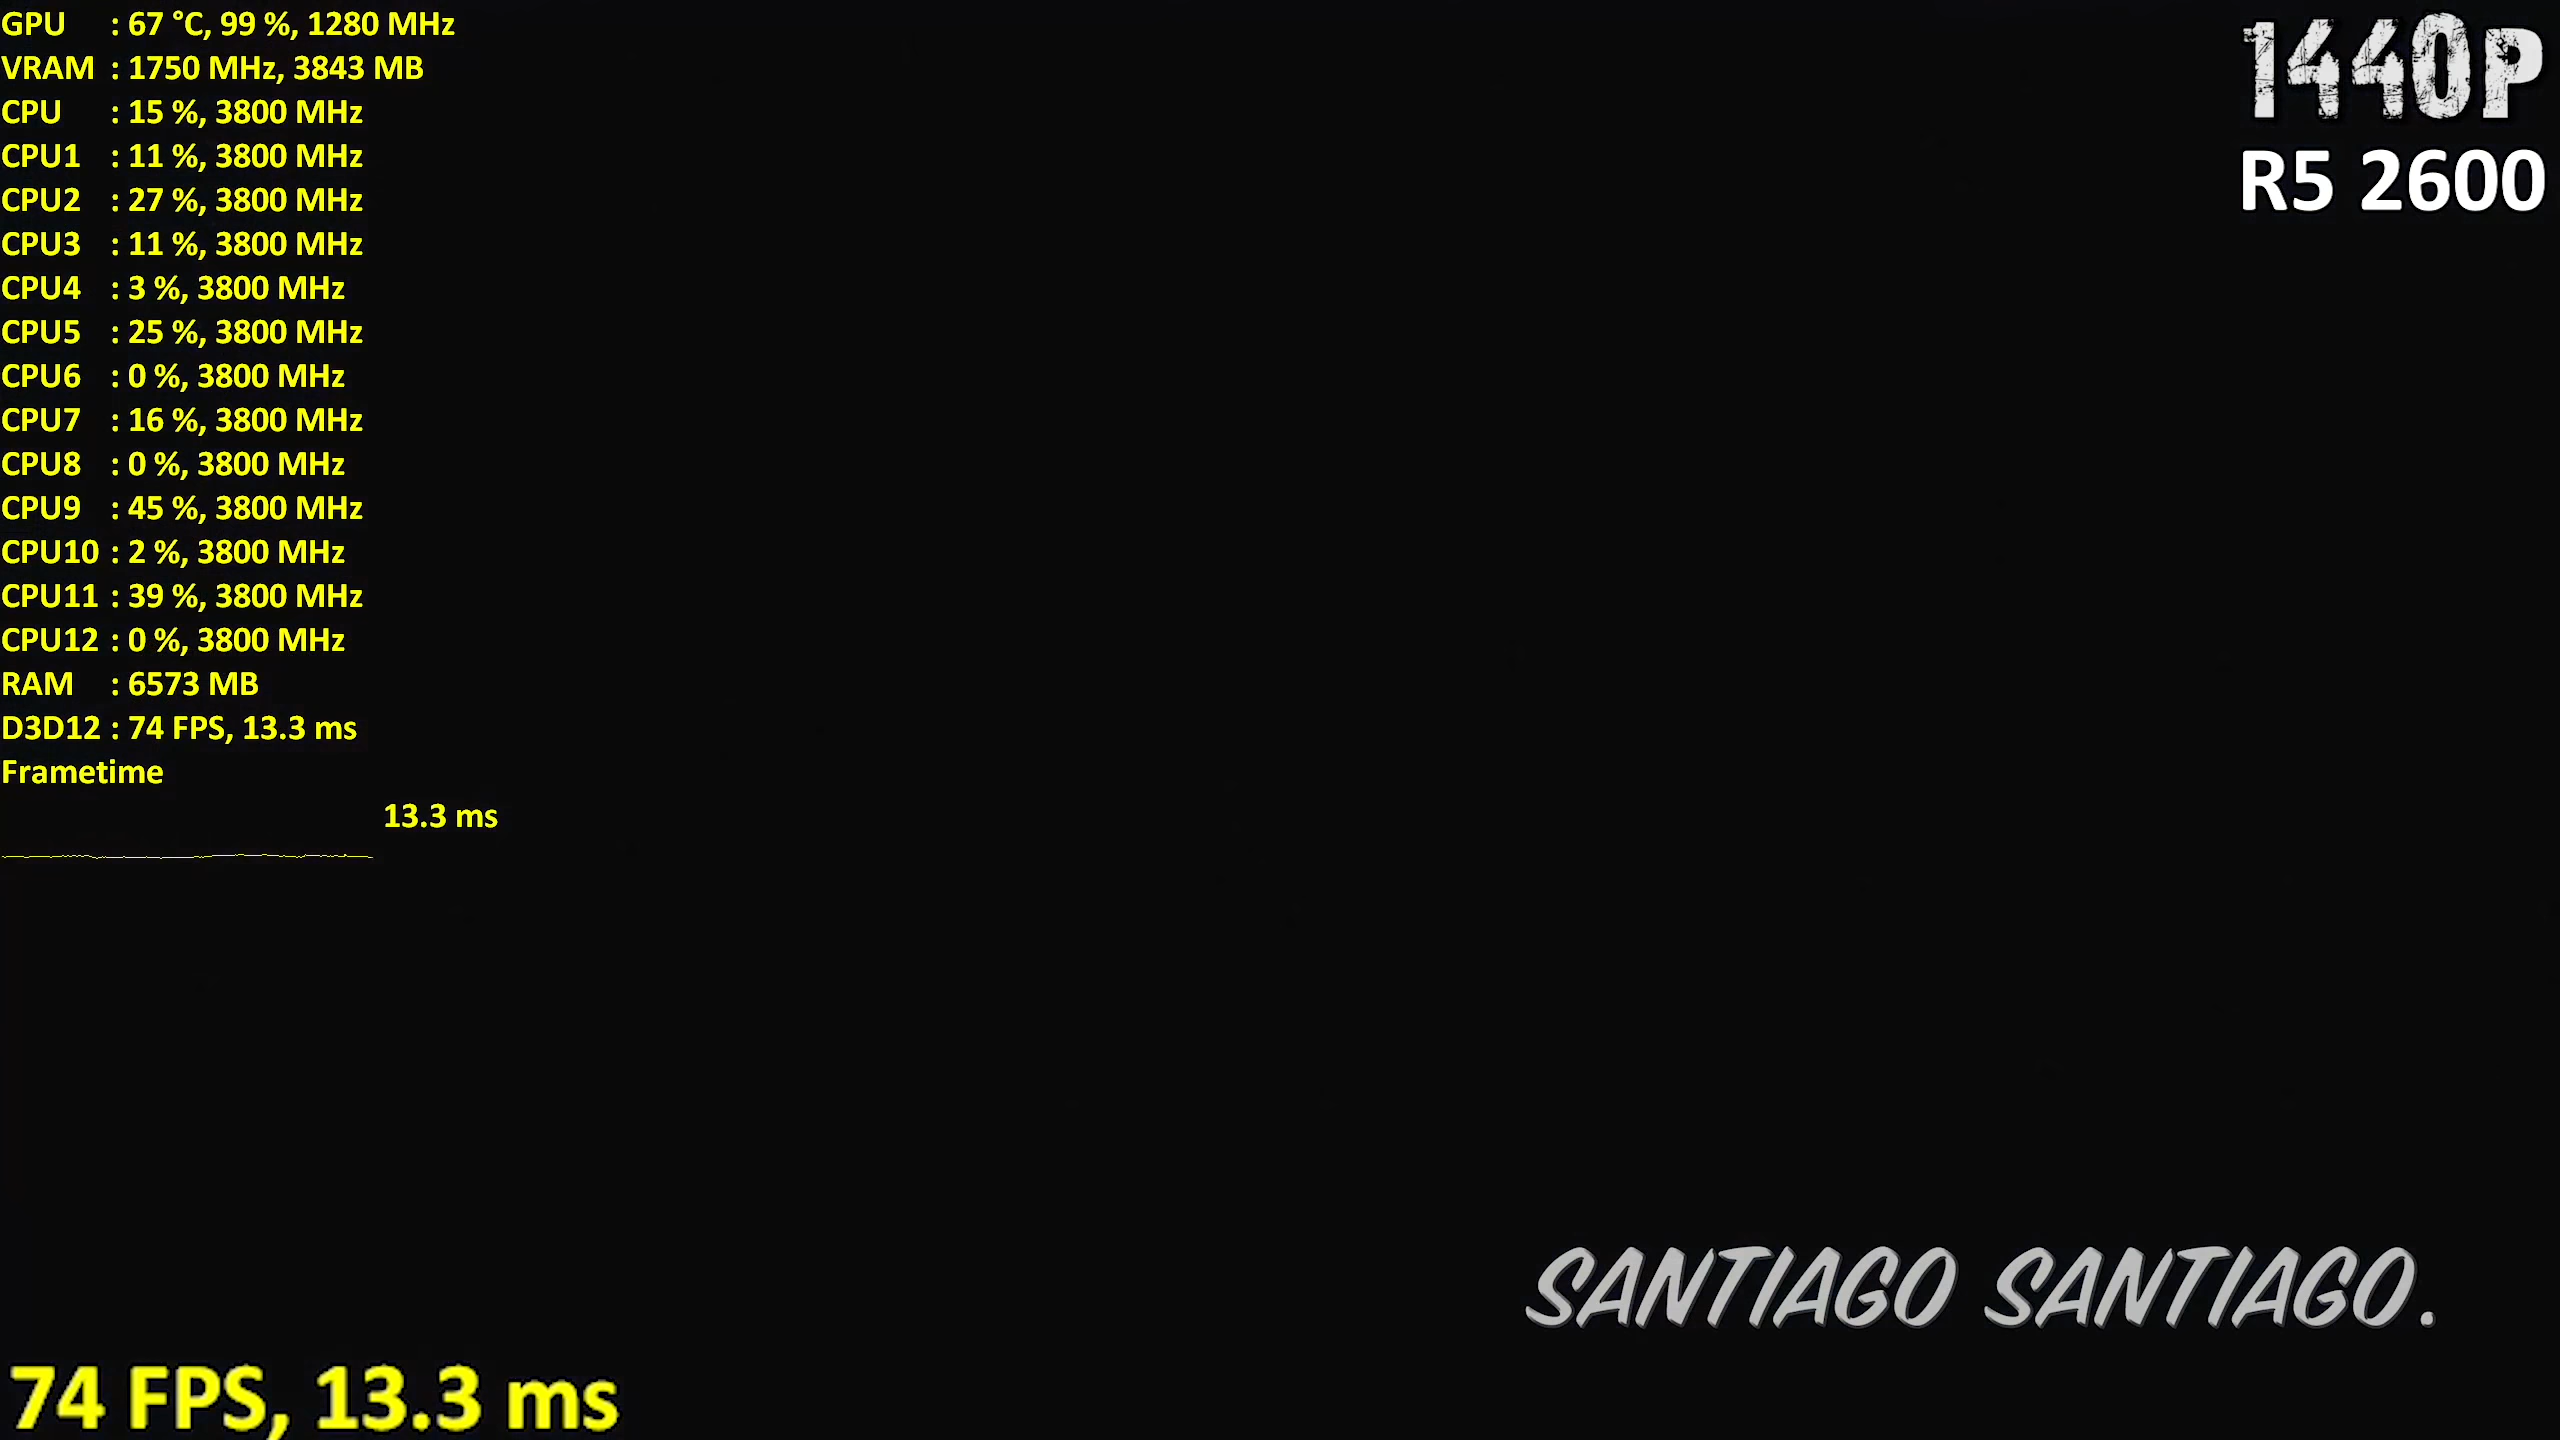 GPU : 67 °C, 99 %, 1280 MHz
VRAM : 1750 MHz, 3843 MB
CPU : 15 %, 3800 MHz
CPU1 : 11 %, 3800 MHz
CPU2 : 27 %, 3800 MHz
CPU3 : 11 %, 3800 MHz
CPU4 : 3 %, 3800 MHz
CPU5 : 25 %, 3800 MHz
CPU6 : 0 %, 3800 MHz
CPU7 : 16 %, 3800 MHz
CPU8 : 0 %, 3800 MHz
CPU9 : 45 %, 3800 MHz
CPU10 : 2 %, 3800 MHz
CPU11 : 39 %, 3800 MHz
CPU12 : 0 %, 3800 MHz
RAM : 6573 MB
D3D12 : 74 FPS, 13.3 ms
Frametime
13.3 ms
1440P
R5 2600
SANTIAGO SANTIAGO.
74 FPS, 13.3 ms